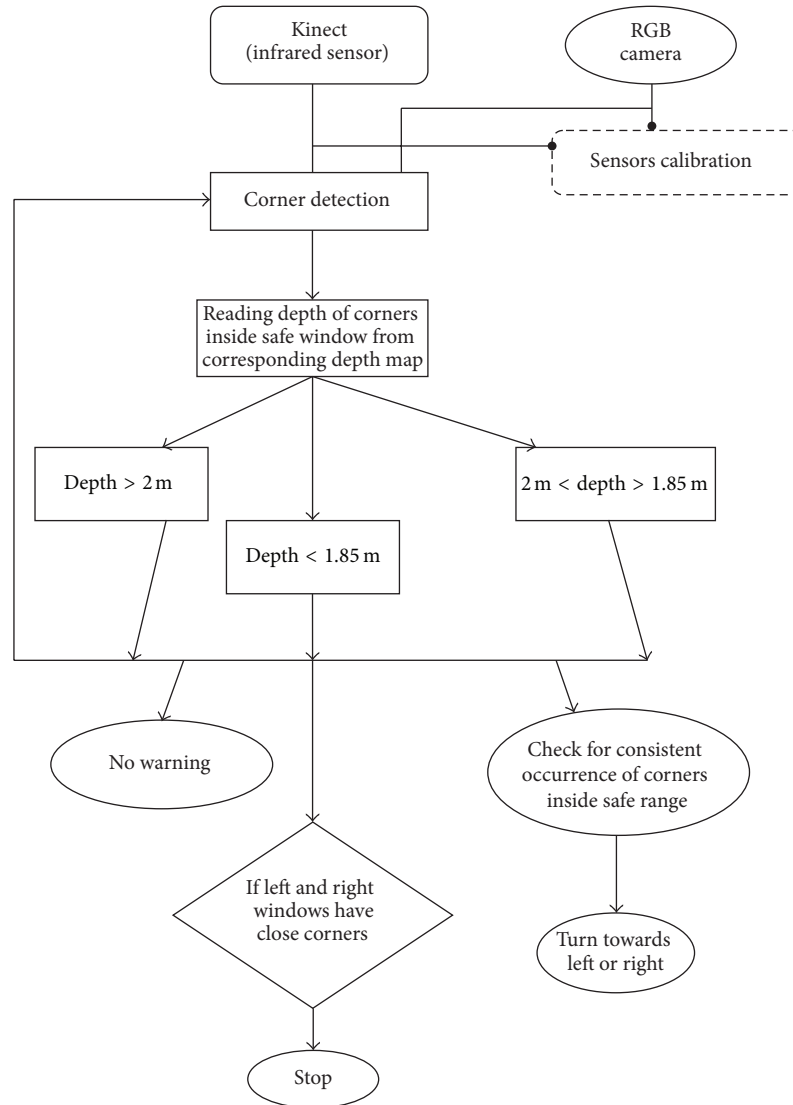 Kinect
(infrared sensor)
RGB
camera
Sensors calibration
Corner detection
Reading depth of corners
inside safe window from
corresponding depth map
Depth > 2 m
Depth < 1.85 m
2 m < depth > 1.85 m
No warning
Check for consistent
occurrence of corners
inside safe range
If left and right
windows have
close corners
Turn towards
left or right
Stop